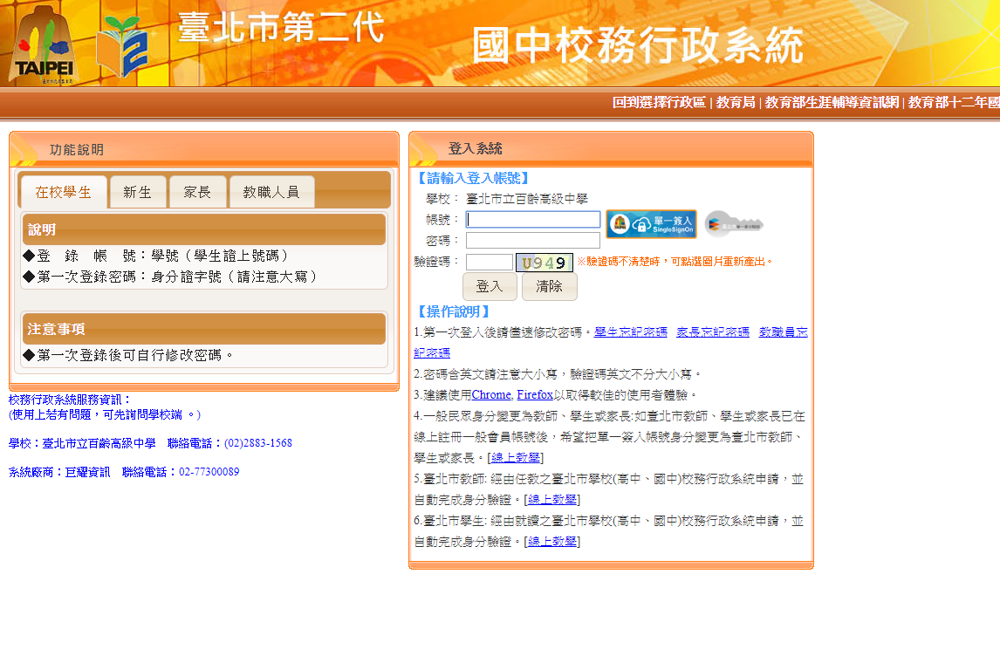 臺北市第二代
國中校務行政系統
TAIPEI
回到選擇行政區 | 教育局 | 教育部生涯輔導資訊網 | 教育部十二年國
功能說明
在校學生 新生 家長 教職人員
說明
◆登 錄 帳 號：學號（學生證上號碼）
◆第一次登錄密碼：身分證字號（請注意大寫）
注意事項
◆第一次登錄後可自行修改密碼。
校務行政系統服務資訊：
(使用上若有問題，可先詢問學校端 。)
學校：臺北市立百齡高級中學 聯絡電話：(02)2883-1568
系統廠商：巨耀資訊 聯絡電話：02-77300089
登入系統
【請輸入登入帳號】
學校： 臺北市立百齡高級中學
帳號： 單一簽入 SingleSignOn
密碼：
驗證碼： U949 ※驗證碼不清楚時，可點選圖片重新產出。
登入 清除
【操作說明】
1.第一次登入後請儘速修改密碼。學生忘記密碼 家長忘記密碼 教職員忘
記密碼
2.密碼含英文請注意大小寫，驗證碼英文不分大小寫。
3.建議使用Chrome, Firefox以取得較佳的使用者體驗。
4.一般民眾身分變更為教師、學生或家長:如臺北市教師、學生或家長已在
線上註冊一般會員帳號後，希望把單一簽入帳號身分變更為臺北市教師、
學生或家長。[線上教學]
5.臺北市教師: 經由任教之臺北市學校(高中、國中)校務行政系統申請，並
自動完成身分驗證。[線上教學]
6.臺北市學生: 經由就讀之臺北市學校(高中、國中)校務行政系統申請，並
自動完成身分驗證。[線上教學]